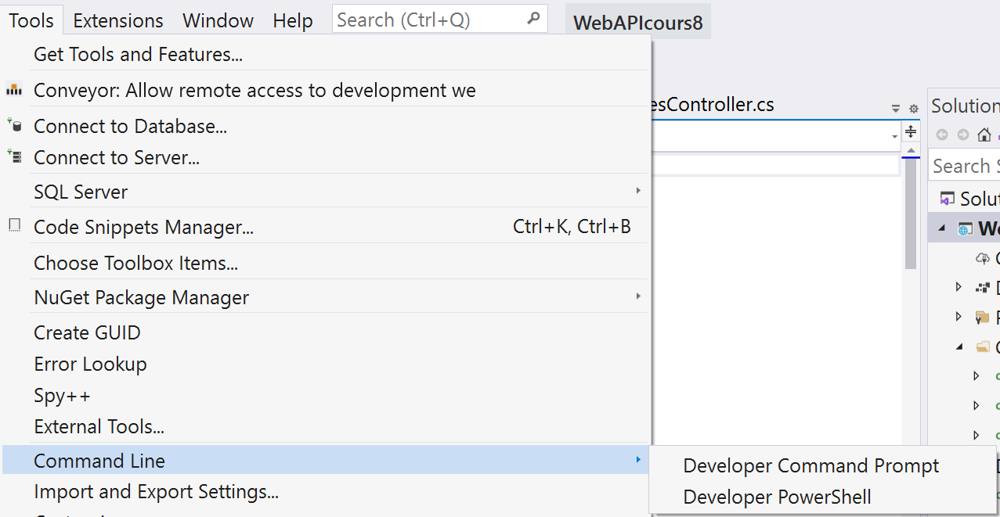 Tools Extensions Window Help Search (Ctrl+Q) WebAPIcours8
Get Tools and Features...
Conveyor: Allow remote access to development we
Connect to Database...
Connect to Server...
SQL Server
Code Snippets Manager... Ctrl+K, Ctrl+B
Choose Toolbox Items...
NuGet Package Manager
Create GUID
Error Lookup
Spy++
External Tools...
Command Line
Import and Export Settings...
Developer Command Prompt
Developer PowerShell
esController.cs
Solution
Search S
Solut
We